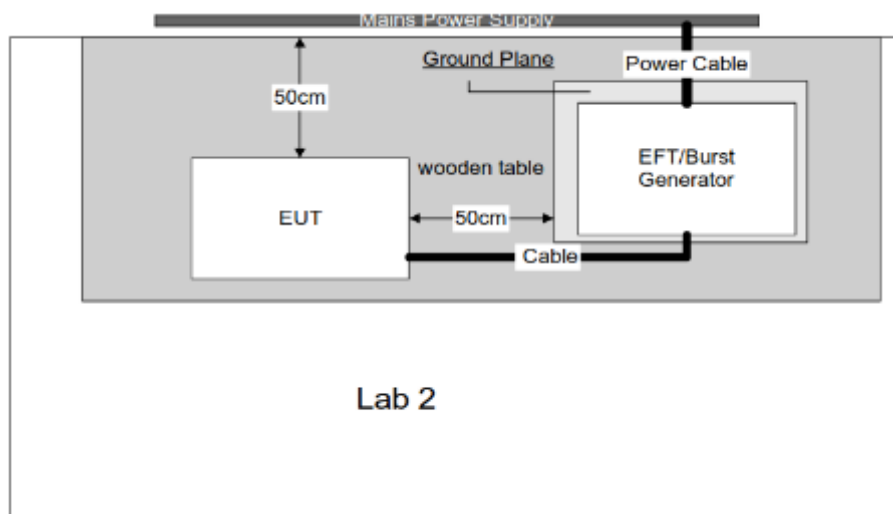 Mains Power Supply
Ground Plane
Power Cable
50cm
EFT/Burst
Generator
wooden table
EUT
50cm
Cable
Lab 2